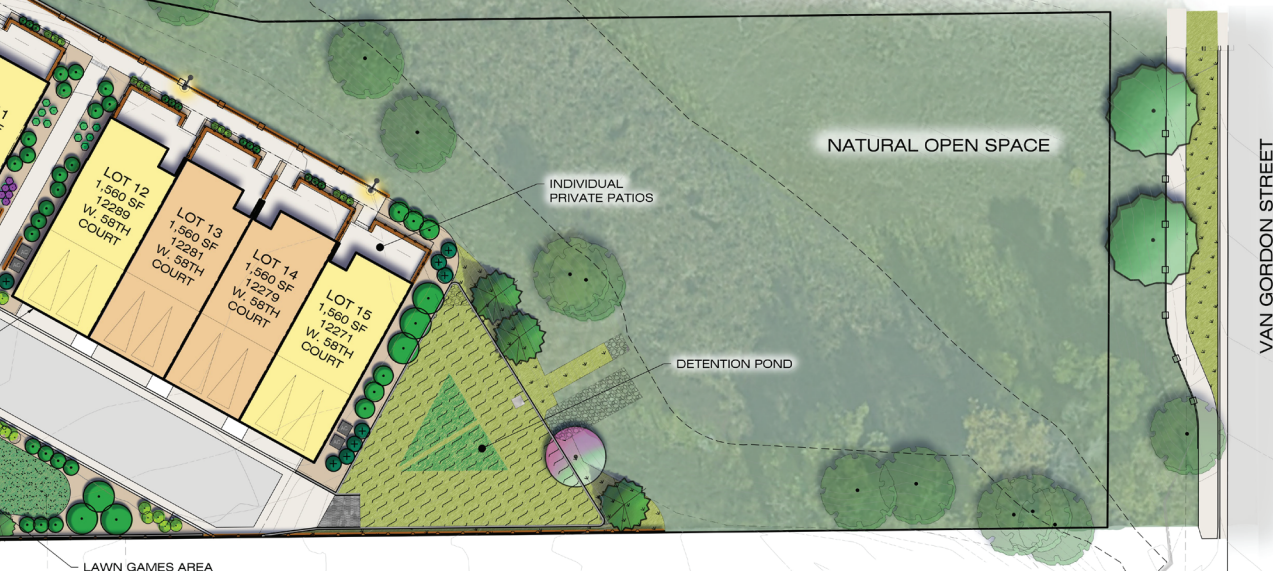 NATURAL OPEN SPACE
VAN GORDON STREET
INDIVIDUAL
PRIVATE PATIOS
LOT 12
1,560 SF
12289
W. 58TH
COURT
LOT 13
1,560 SF
12281
W. 58TH
COURT
LOT 14
1,560 SF
12279
W. 58TH
COURT
LOT 15
1,560 SF
12271
W. 58TH
COURT
DETENTION POND
LAWN GAMES AREA